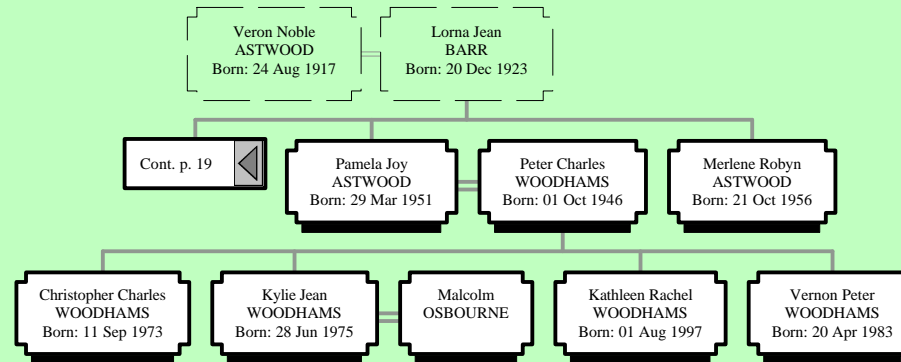 Veron Noble
ASTWOOD
Born: 24 Aug 1917
Lorna Jean
BARR
Born: 20 Dec 1923
Cont. p. 19
Pamela Joy
ASTWOOD
Born: 29 Mar 1951
Peter Charles
WOODHAMS
Born: 01 Oct 1946
Merlene Robyn
ASTWOOD
Born: 21 Oct 1956
Christopher Charles
WOODHAMS
Born: 11 Sep 1973
Kylie Jean
WOODHAMS
Born: 28 Jun 1975
Malcolm
OSBOURNE
Kathleen Rachel
WOODHAMS
Born: 01 Aug 1997
Vernon Peter
WOODHAMS
Born: 20 Apr 1983